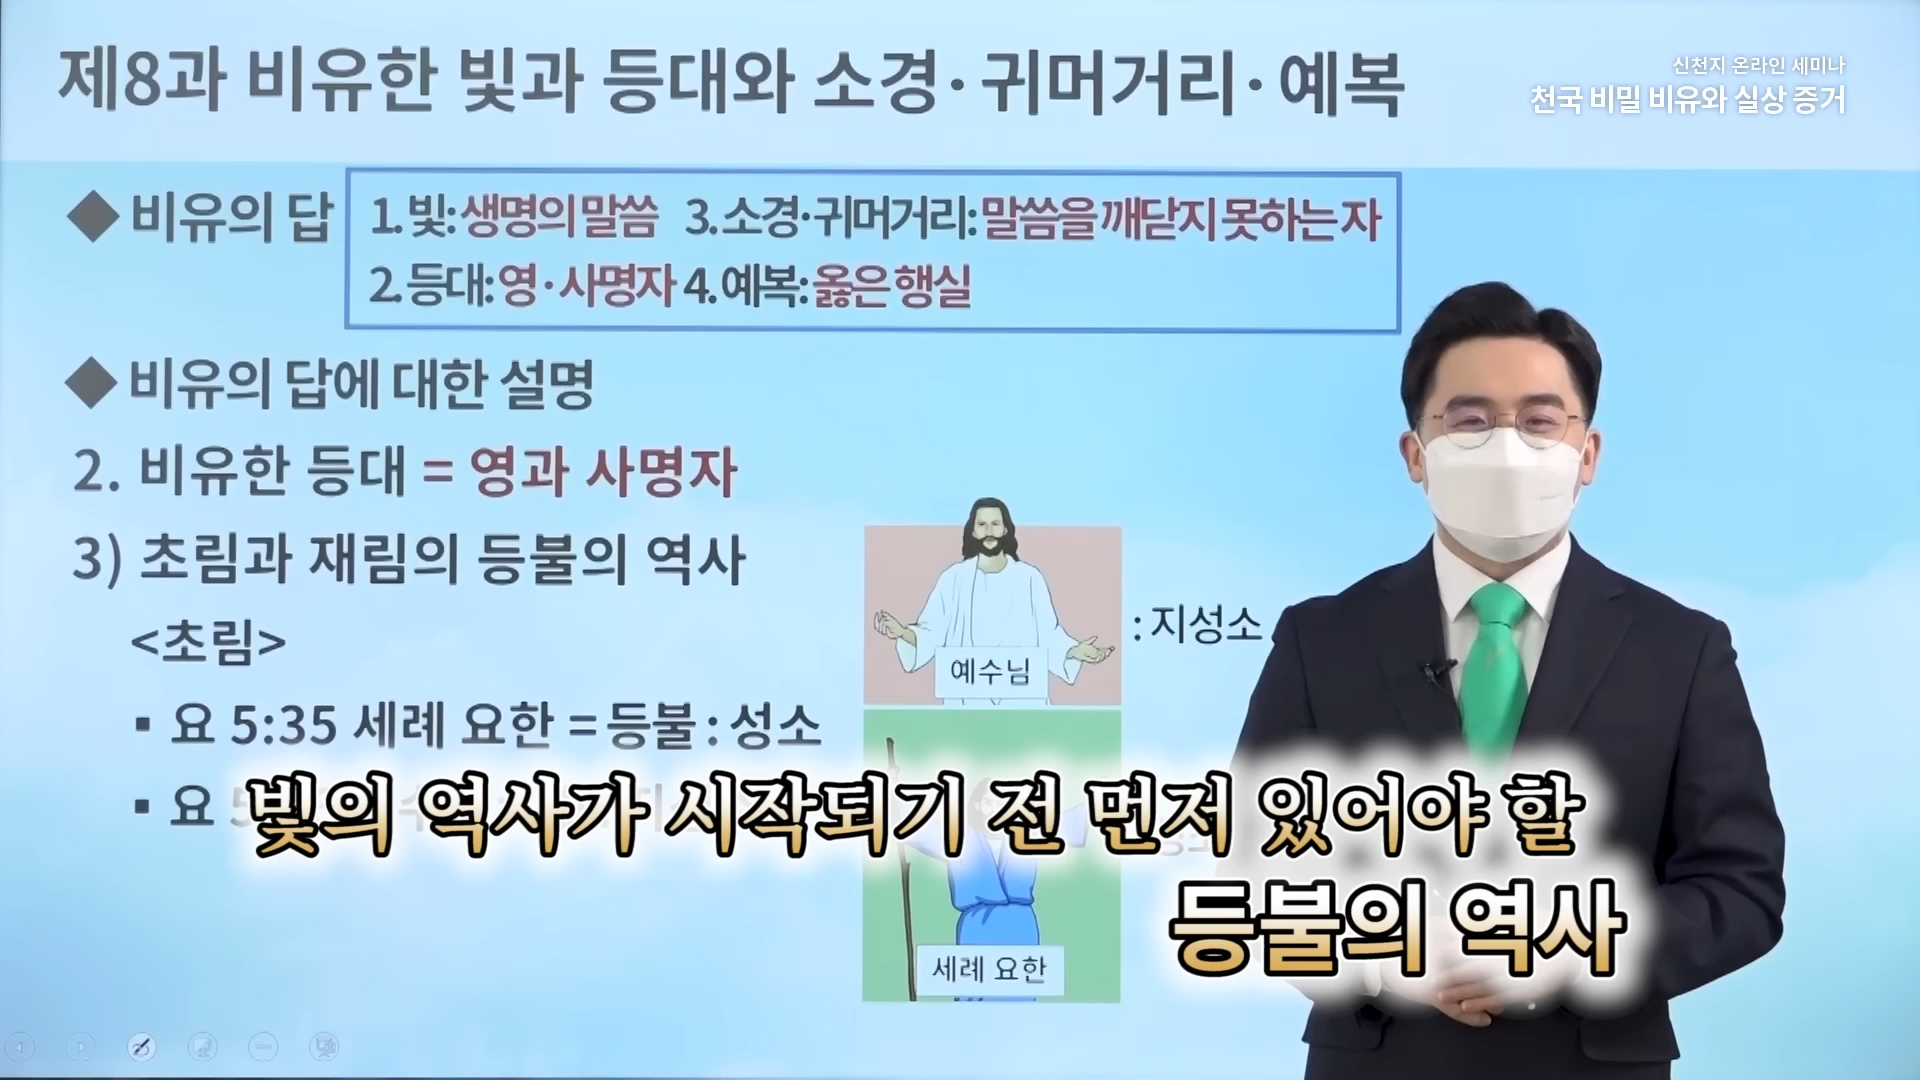 제8과 비유한 빛과 등대와 소경·귀머거리·예복
신천지 온라인 세미나
천국 비밀 비유와 실상 증거
◆ 비유의 답
1. 빛: 생명의 말씀 3. 소경·귀머거리: 말씀을 깨닫지 못하는 자
2. 등대: 영·사명자 4. 예복: 옳은 행실
◆ 비유의 답에 대한 설명
2. 비유한 등대 = 영과 사명자
3) 초림과 재림의 등불의 역사
<초림>
: 지성소
예수님
▪ 요 5:35 세례 요한 = 등불 : 성소
▪ 요
빛의 역사가 시작되기 전 먼저 있어야 할
등불의 역사
세례 요한